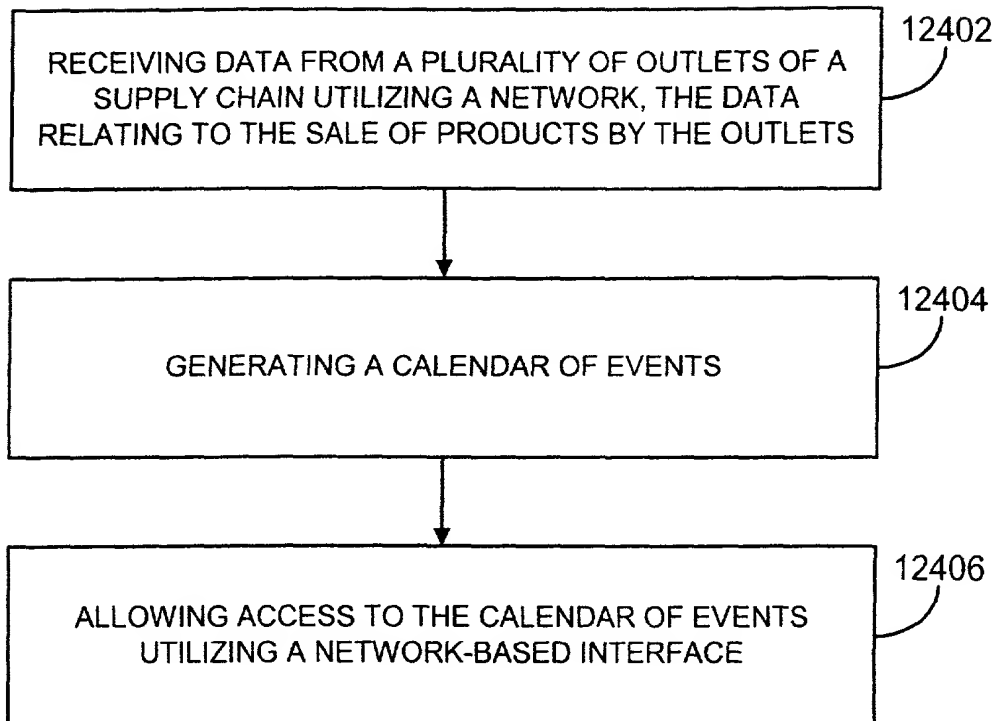 12402
RECEIVING DATA FROM A PLURALITY OF OUTLETS OF A
SUPPLY CHAIN UTILIZING A NETWORK, THE DATA
RELATING TO THE SALE OF PRODUCTS BY THE OUTLETS
12404
GENERATING A CALENDAR OF EVENTS
12406
ALLOWING ACCESS TO THE CALENDAR OF EVENTS
UTILIZING A NETWORK-BASED INTERFACE